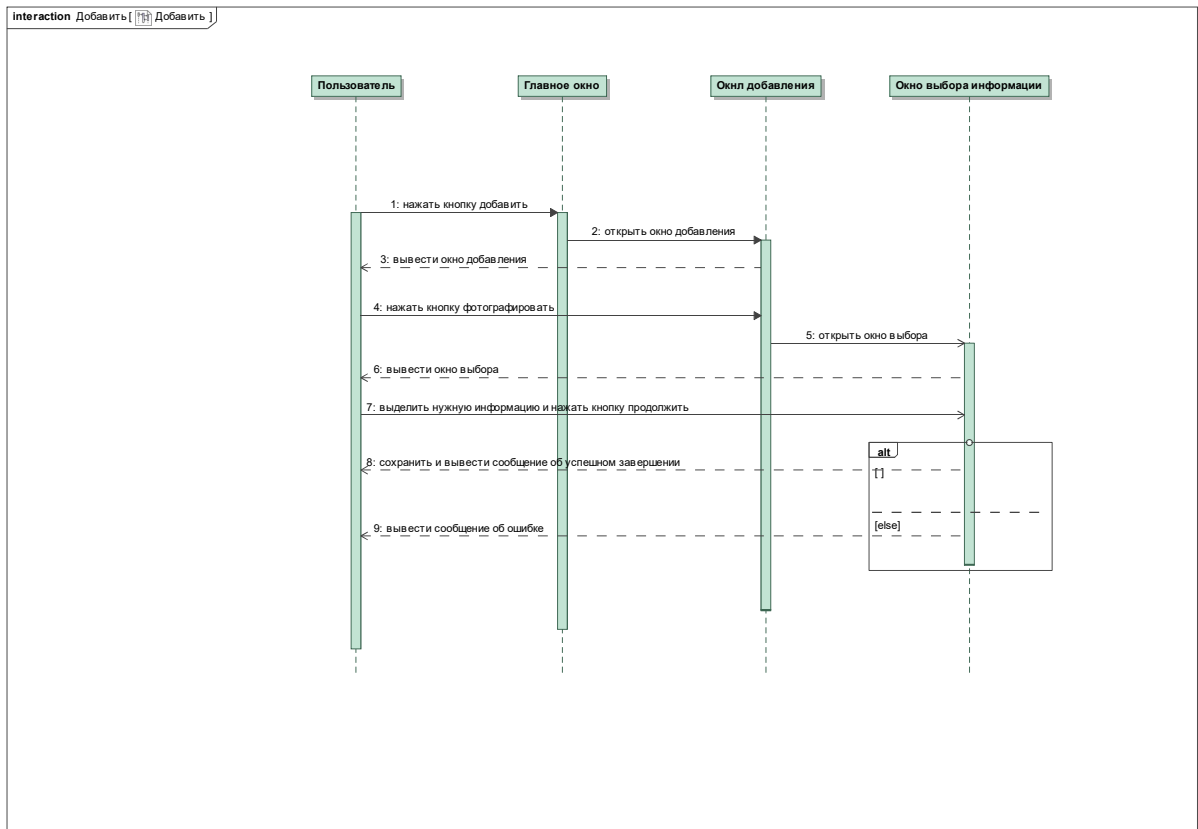 interaction Добавить [ Добавить ]
Пользователь
Главное окно
Окнл добавления
Окно выбора информации
1: нажать кнопку добавить
2: открыть окно добавления
3: вывести окно добавления
4: нажать кнопку фотографировать
5: открыть окно выбора
6: вывести окно выбора
7: выделить нужную информацию и нажать кнопку продолжить
alt
8: сохранить и вывести сообщение об успешном завершении
[ ]
[else]
9: вывести сообщение об ошибке